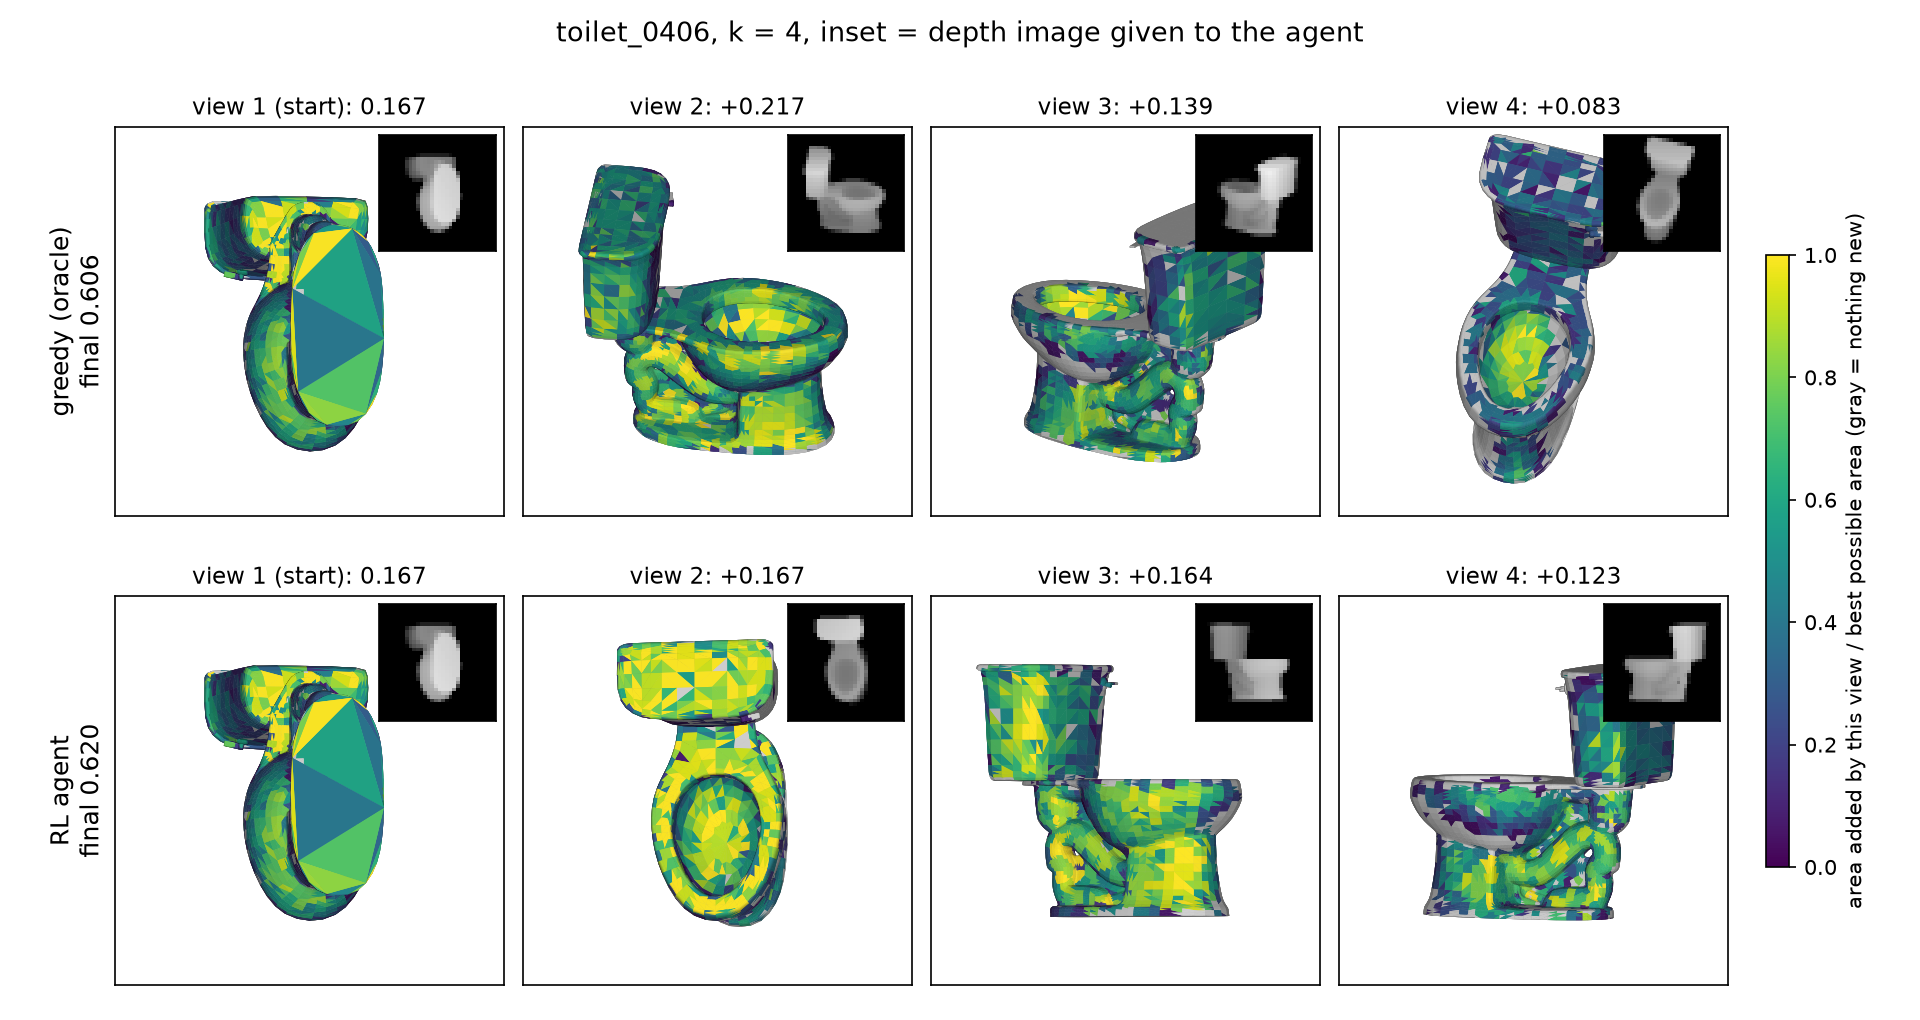 toilet_0406, k = 4, inset = depth image given to the agent
view 1 (start): 0.167
view 2: +0.217
view 3: +0.139
view 4: +0.083
greedy (oracle)
final 0.606
view 1 (start): 0.167
view 2: +0.167
view 3: +0.164
view 4: +0.123
RL agent
final 0.620
1.0
0.8
0.6
0.4
0.2
0.0
area added by this view / best possible area (gray = nothing new)